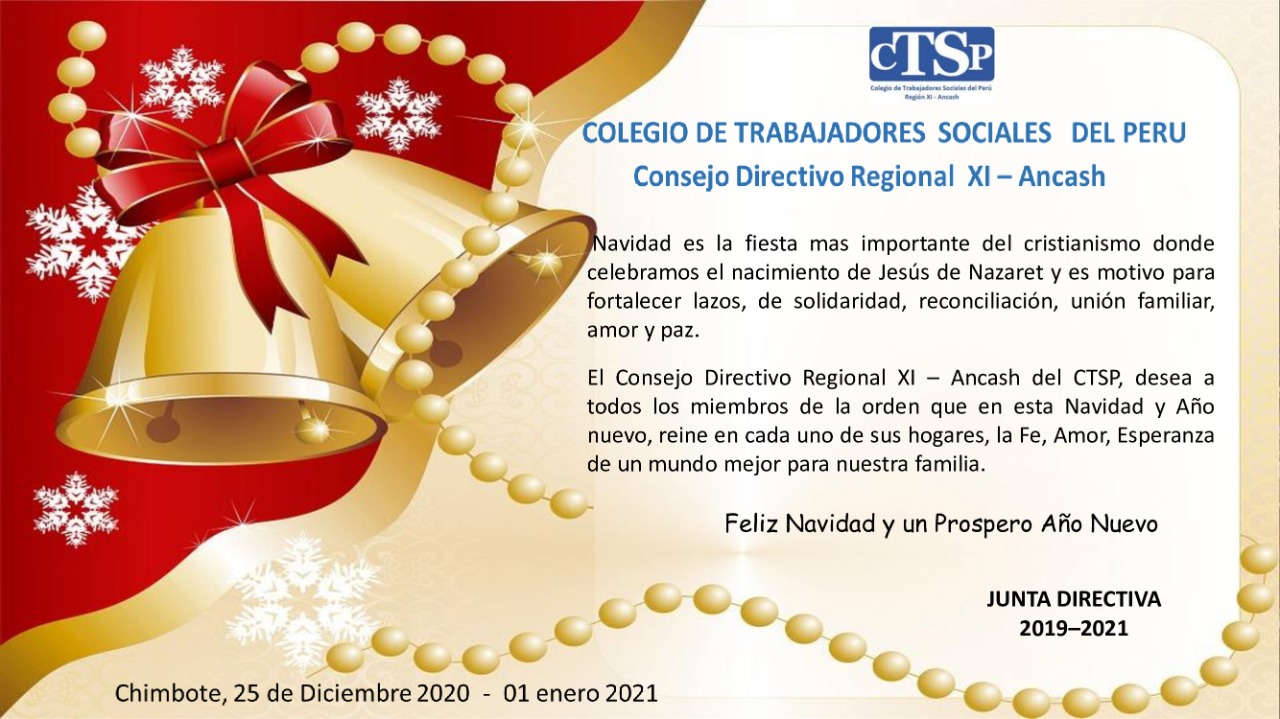 CTSP
Colegio de Trabajadores Sociales del Perú
Región XI - Ancash
COLEGIO DE TRABAJADORES SOCIALES DEL PERU
Consejo Directivo Regional XI – Ancash
Navidad es la fiesta mas importante del cristianismo donde
celebramos el nacimiento de Jesús de Nazaret y es motivo para
fortalecer lazos, de solidaridad, reconciliación, unión familiar,
amor y paz.
El Consejo Directivo Regional XI – Ancash del CTSP, desea a
todos los miembros de la orden que en esta Navidad y Año
nuevo, reine en cada uno de sus hogares, la Fe, Amor, Esperanza
de un mundo mejor para nuestra familia.
Feliz Navidad y un Prospero Año Nuevo
JUNTA DIRECTIVA
2019–2021
Chimbote, 25 de Diciembre 2020 - 01 enero 2021